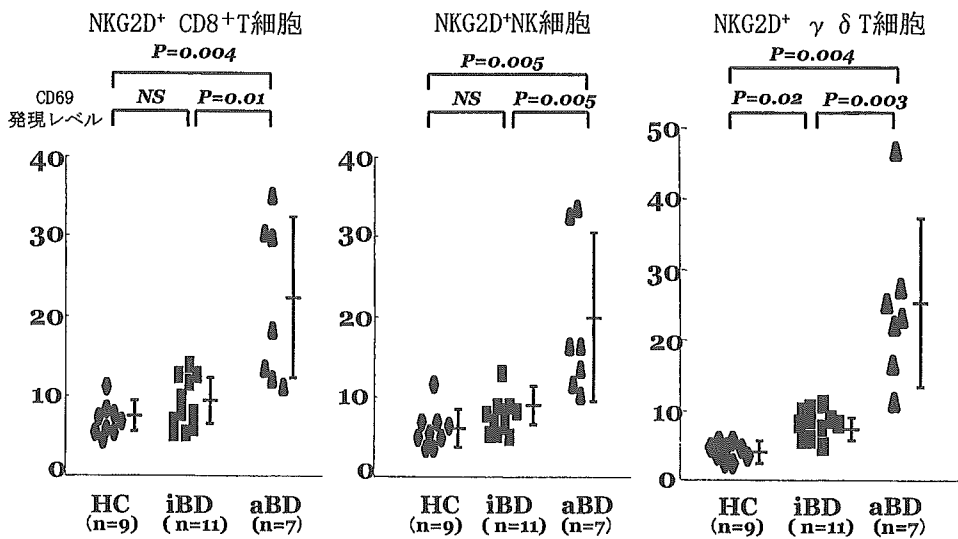 NKG2D⁺ CD8⁺T細胞
P=0.004
CD69
発現レベル
NS
P=0.01
40
30
20
10
0
HC
iBD
aBD
(n=9)
(n=11)
(n=7)
NKG2D⁺NK細胞
P=0.005
NS
P=0.005
40
30
20
10
0
HC
iBD
aBD
(n=9)
(n=11)
(n=7)
NKG2D⁺ γ δ T細胞
P=0.004
P=0.02
P=0.003
50
40
30
20
10
0
HC
iBD
aBD
(n=9)
(n=11)
(n=7)